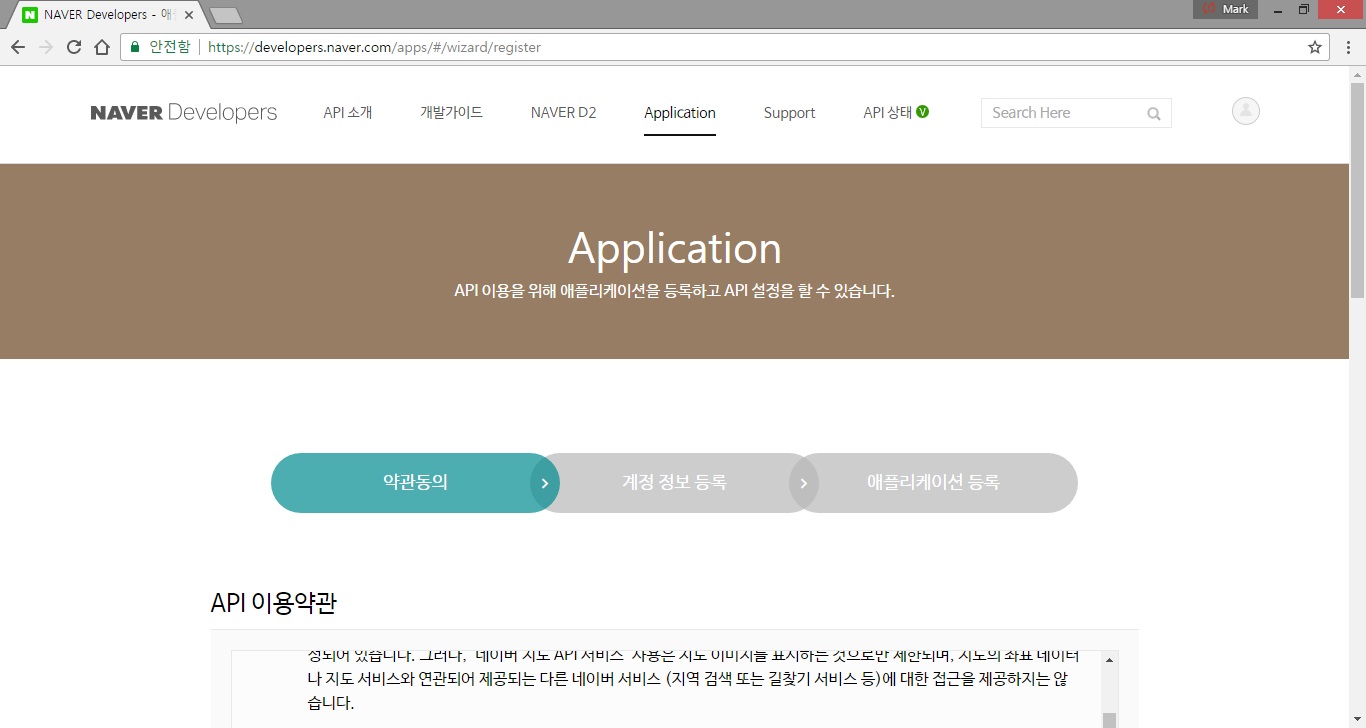 NAVER Developers - 애
Mark
안전함 https://developers.naver.com/apps/#/wizard/register
NAVER Developers API 소개 개발가이드 NAVER D2 Application Support API 상태 V Search Here
Application
API 이용을 위해 애플리케이션을 등록하고 API 설정을 할 수 있습니다.
약관동의 계정 정보 등록 애플리케이션 등록
API 이용약관
정되어 있습니다. 그러나, '네이버 지도 API 서비스' 사용은 지도 이미지를 표시하는 것으로만 제한되며, 지도의 좌표 데이터
나 지도 서비스와 연관되어 제공되는 다른 네이버 서비스 (지역 검색 또는 길찾기 서비스 등)에 대한 접근을 제공하지는 않
습니다.